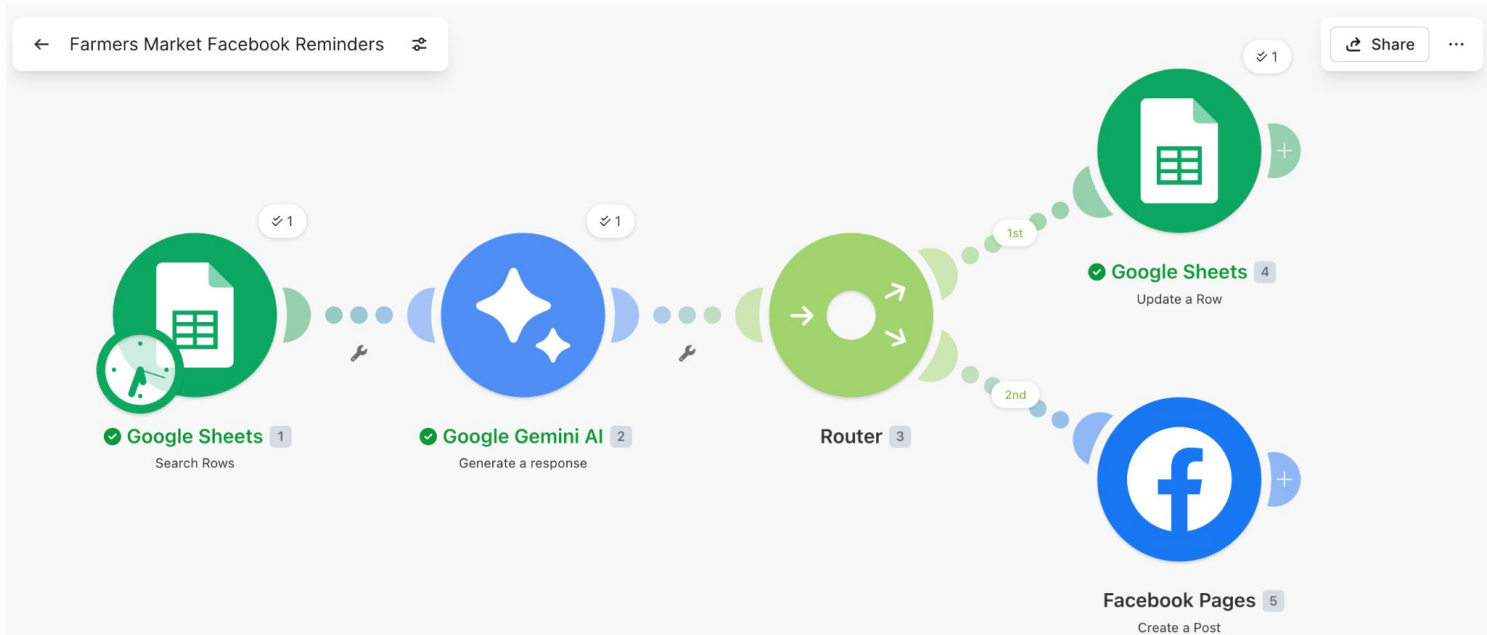 Farmers Market Facebook Reminders
Share
1
1
1
1st
2nd
Google Sheets 1
Search Rows
Google Gemini AI 2
Generate a response
Router 3
Google Sheets 4
Update a Row
Facebook Pages 5
Create a Post